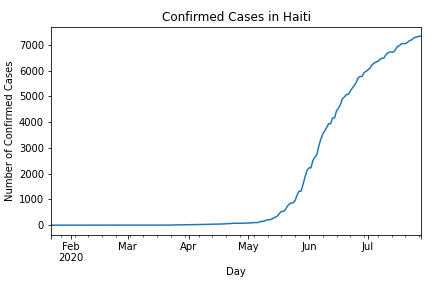 Confirmed Cases in Haiti
Number of Confirmed Cases
7000
6000
5000
4000
3000
2000
1000
0
Feb Mar Apr May Jun Jul
2020
Day